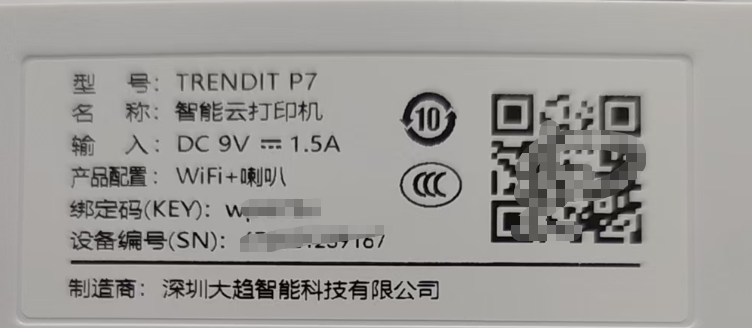 型 号：TRENDIT P7
名 称：智能云打印机
输 入：DC 9V ⎓ 1.5A
产品配置：WiFi+喇叭
绑定码(KEY)：
设备编号(SN)：
制造商：深圳大趋智能科技有限公司
10
CCC